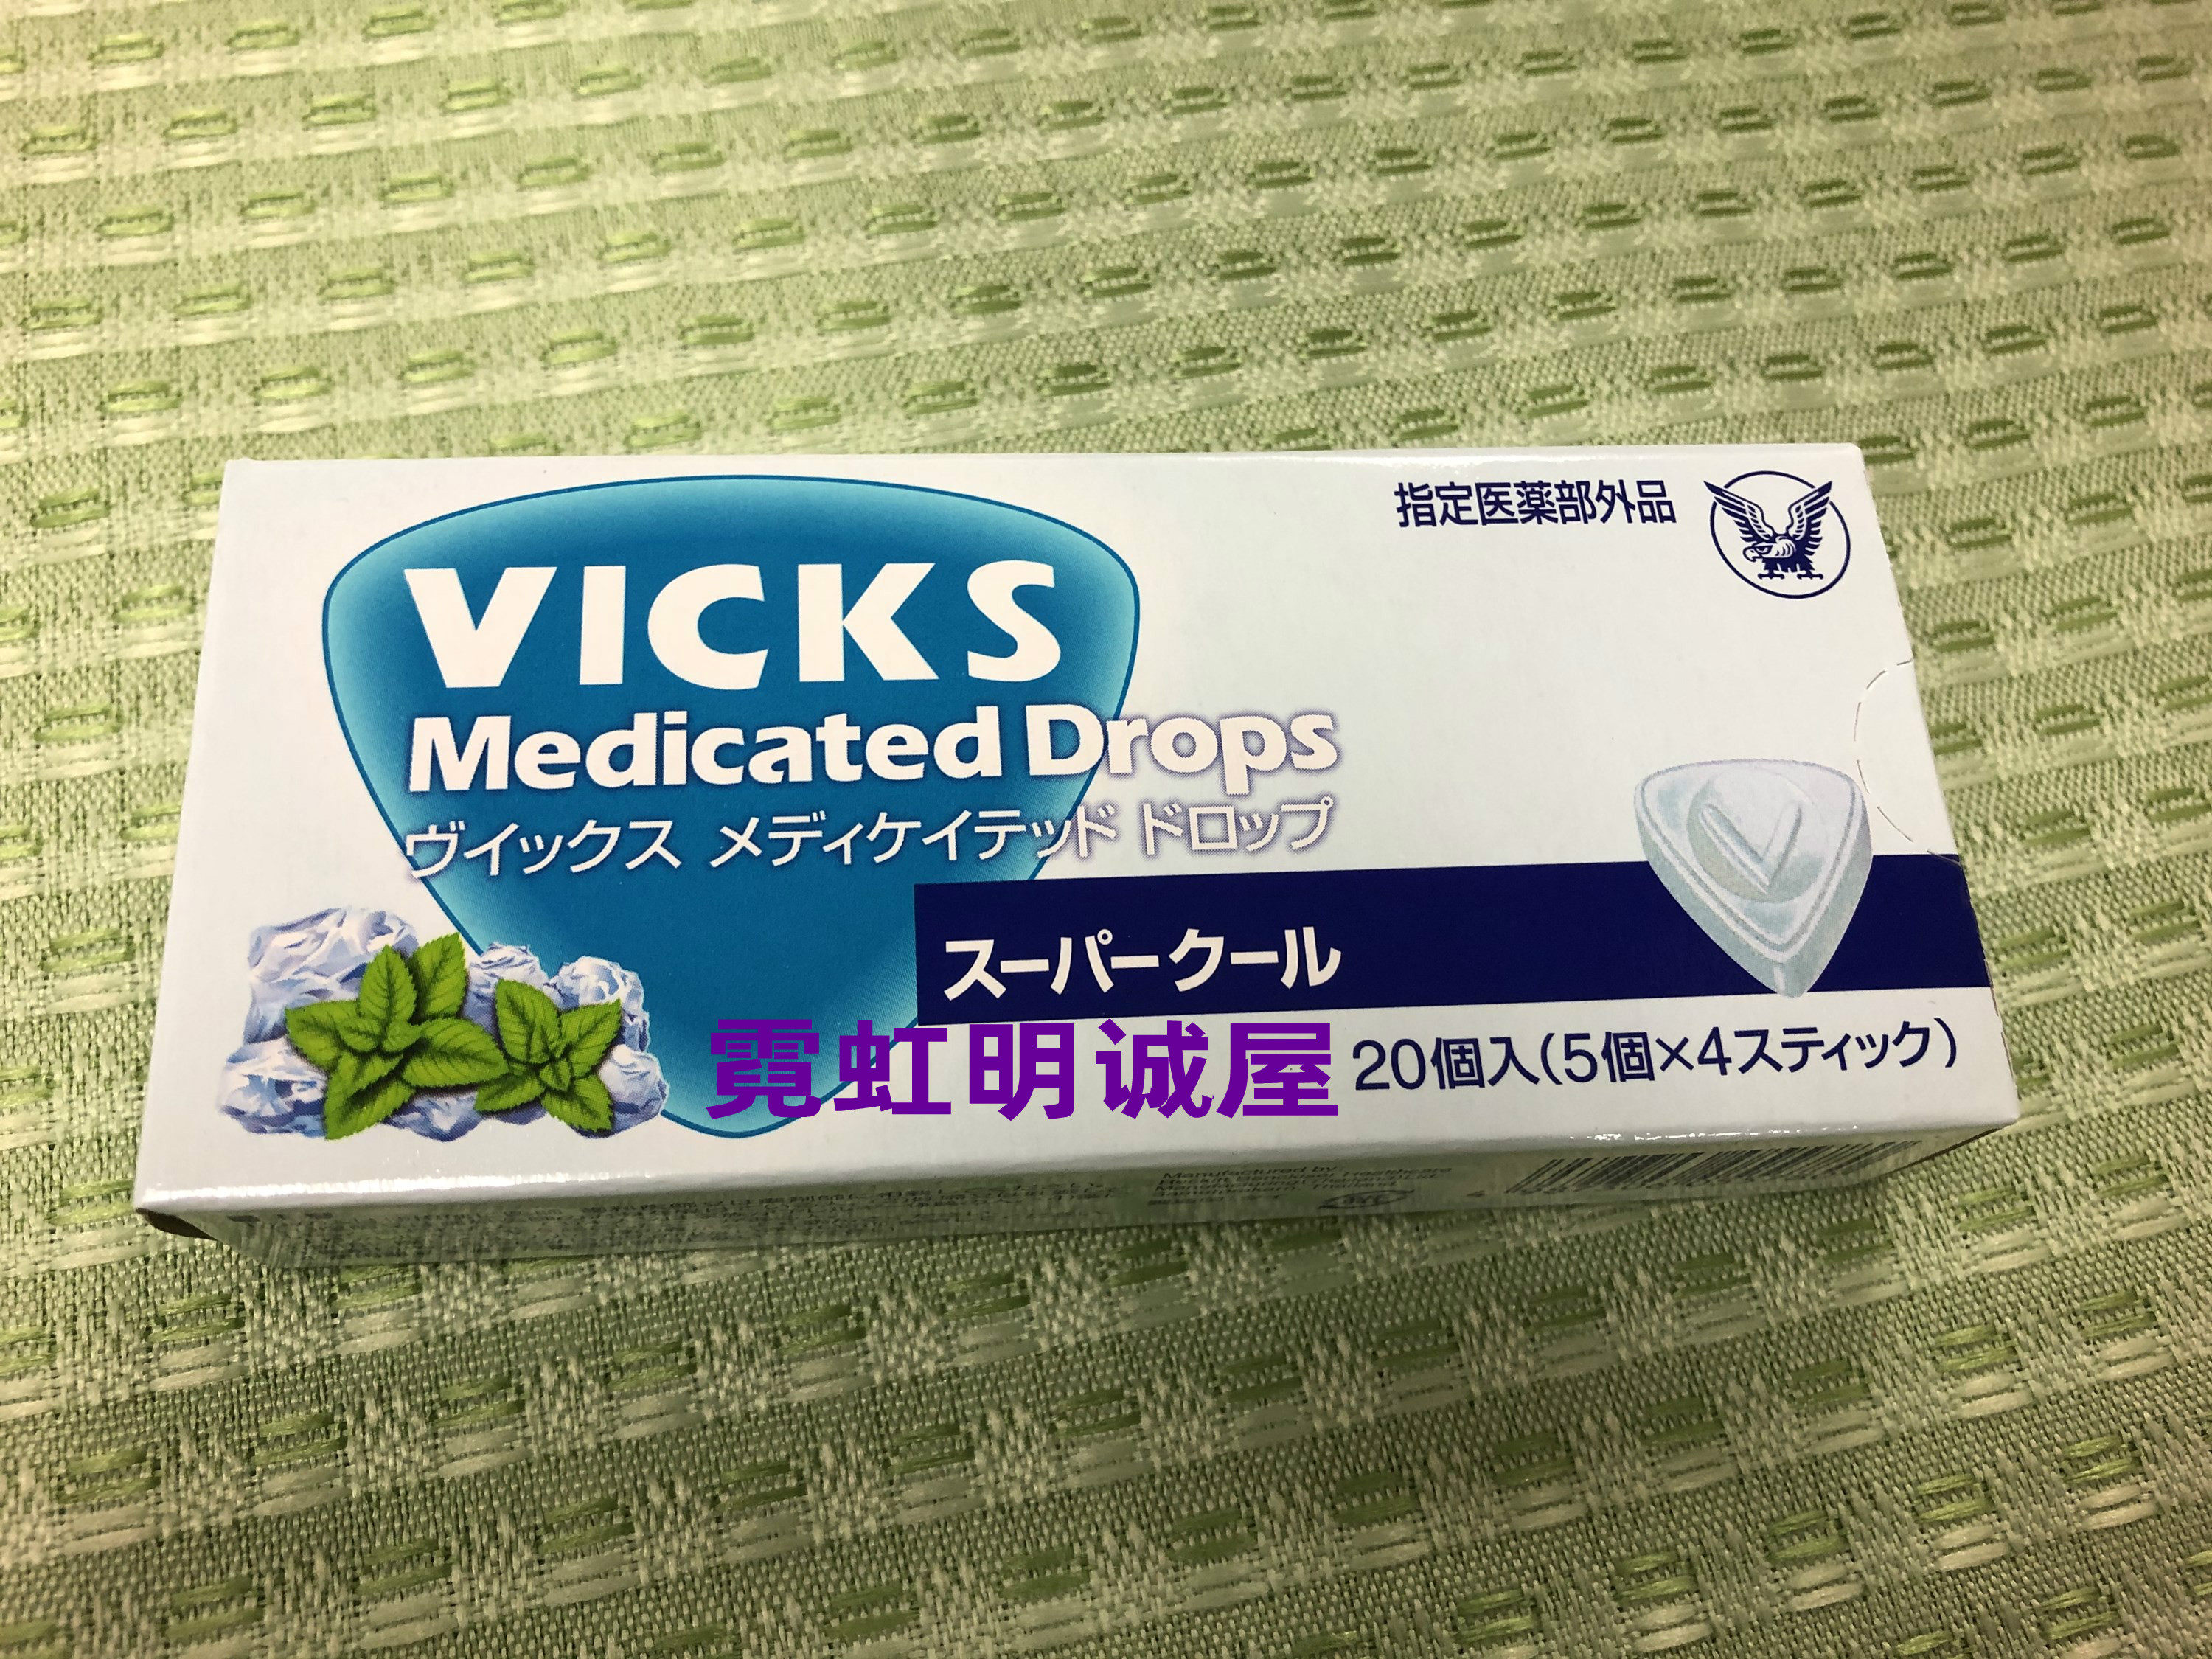 指定医薬部外品
VICKS
Medicated Drops
ヴイックス メディケイテッド ドロップ
スーパークール
霓虹明诚屋
20個入(5個×4スティック)
Manufactured by: